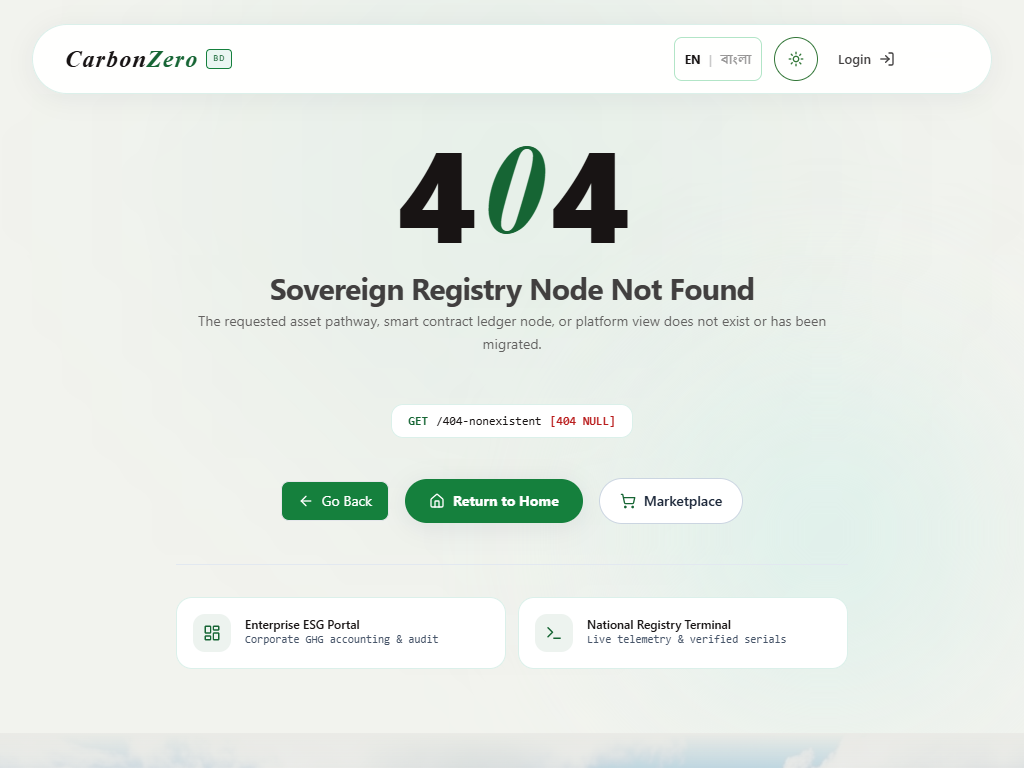 CarbonZero BD
EN | বাংলা
Login
404
Sovereign Registry Node Not Found
The requested asset pathway, smart contract ledger node, or platform view does not exist or has been
migrated.
GET /404-nonexistent [404 NULL]
Go Back
Return to Home
Marketplace
Enterprise ESG Portal
Corporate GHG accounting & audit
National Registry Terminal
Live telemetry & verified serials